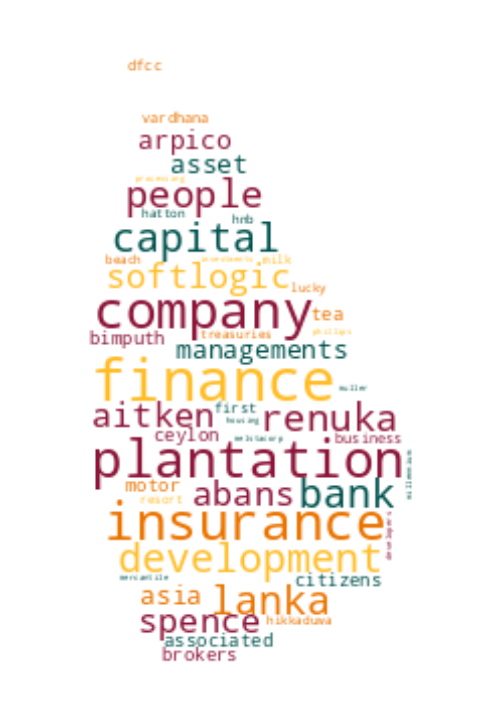 dfcc
vardhana
arpico
asset
processing
people
hatton
hnb
capital
beach investments milk
softlogic
lucky
company tea
treasuries phillips
bimputh
managements
finance
muller
aitken first renuka
housing
ceylon melstacorp business
plantation
millennium
motor abans bank
resort
insurance
developers
development
mercantile citizens
asia lanka
spence hikkaduwa
associated
brokers